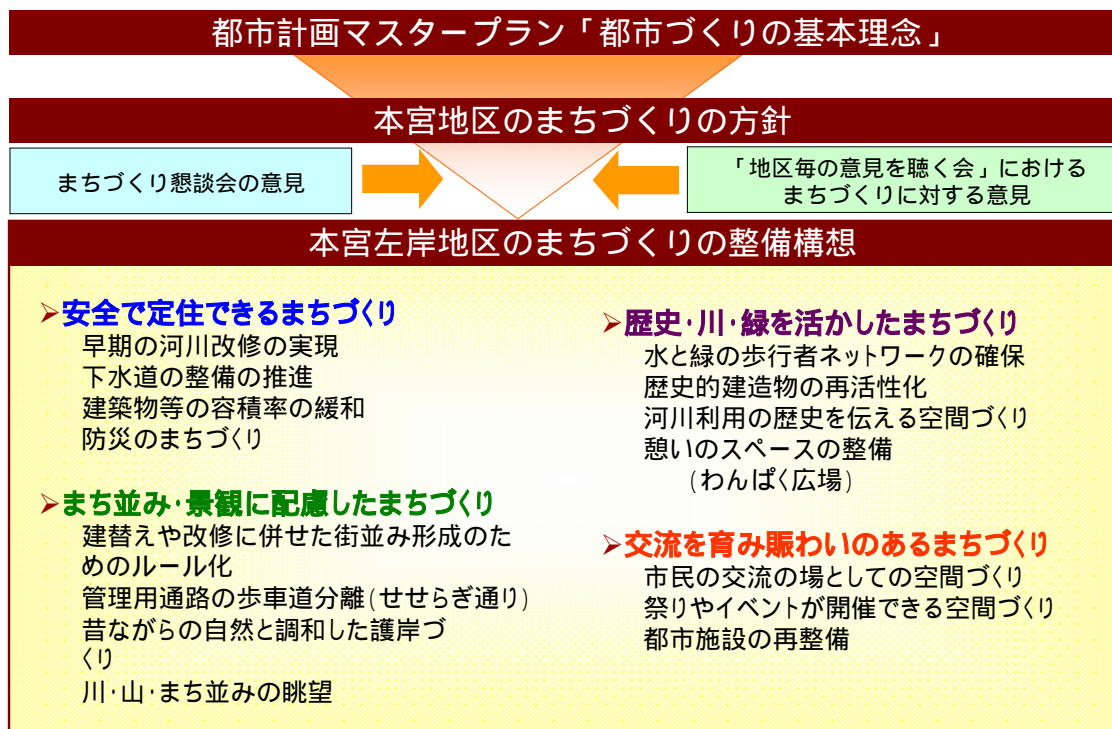 都市計画マスタープラン「都市づくりの基本理念」
本宮地区のまちづくりの方針
まちづくり懇談会の意見
「地区毎の意見を聴く会」における
まちづくりに対する意見
本宮左岸地区のまちづくりの整備構想
➢安全で定住できるまちづくり
早期の河川改修の実現
下水道の整備の推進
建築物等の容積率の緩和
防災のまちづくり
➢まち並み・景観に配慮したまちづくり
建替えや改修に併せた街並み形成のた
めのルール化
管理用通路の歩車道分離(せせらぎ通り)
昔ながらの自然と調和した護岸づ
くり
川・山・まち並みの眺望
➢歴史・川・緑を活かしたまちづくり
水と緑の歩行者ネットワークの確保
歴史的建造物の再活性化
河川利用の歴史を伝える空間づくり
憩いのスペースの整備
(わんぱく広場)
➢交流を育み賑わいのあるまちづくり
市民の交流の場としての空間づくり
祭りやイベントが開催できる空間づくり
都市施設の再整備